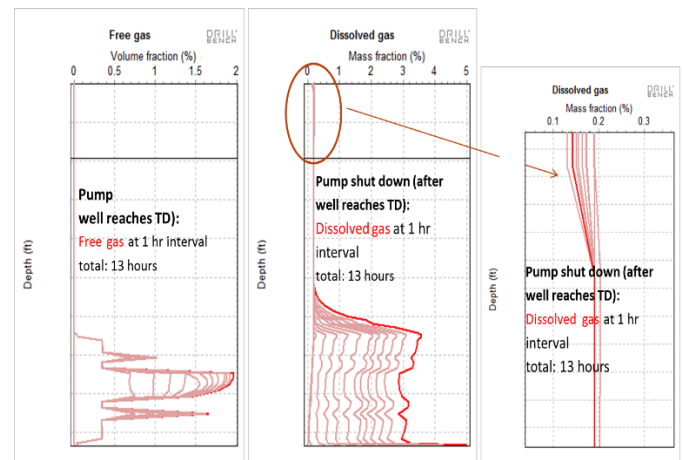 Free gas
DRILL
BENCH
Volume fraction (%)
0 0.5 1 1.5 2
Depth (ft)
Pump
well reaches TD):
Free gas at 1 hr interval
total: 13 hours
Dissolved gas
DRILL
BENCH
Mass fraction (%)
0 1 2 3 4 5
Depth (ft)
Pump shut down (after
well reaches TD):
Dissolved gas at 1 hr
interval
total: 13 hours
Dissolved gas
DRILL
BENCH
Mass fraction (%)
0.1 0.2 0.3
Depth (ft)
Pump shut down (after
well reaches TD):
Dissolved gas at 1 hr
interval
total: 13 hours